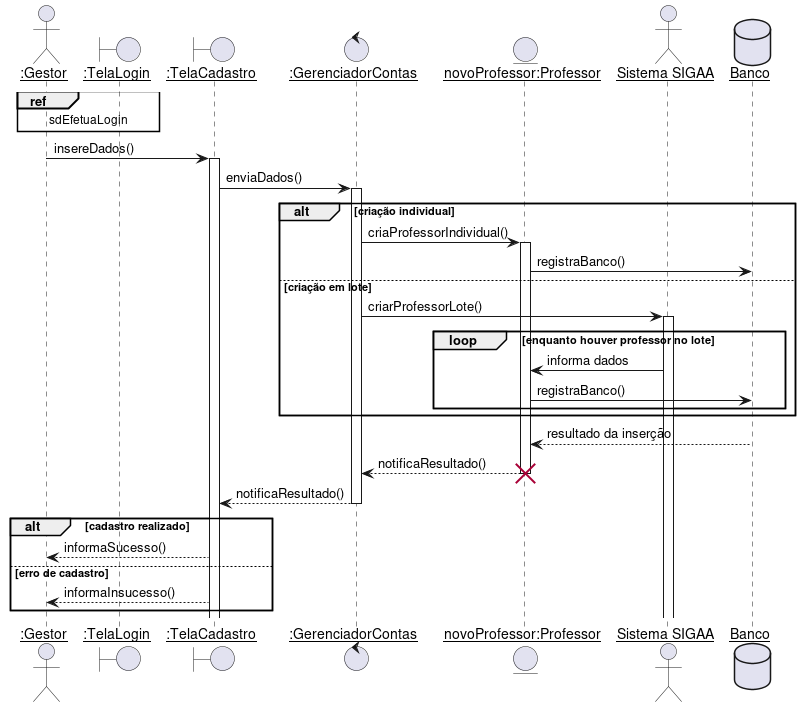 :Gestor :TelaLogin :TelaCadastro :GerenciadorContas novoProfessor:Professor Sistema SIGAA Banco
ref
sdEfetuaLogin
insereDados()
enviaDados()
alt [criação individual]
criaProfessorIndividual()
registraBanco()
[criação em lote]
criarProfessorLote()
loop [enquanto houver professor no lote]
informa dados
registraBanco()
resultado da inserção
notificaResultado()
notificaResultado()
alt [cadastro realizado]
informaSucesso()
[erro de cadastro]
informaInsucesso()
:Gestor :TelaLogin :TelaCadastro :GerenciadorContas novoProfessor:Professor Sistema SIGAA Banco